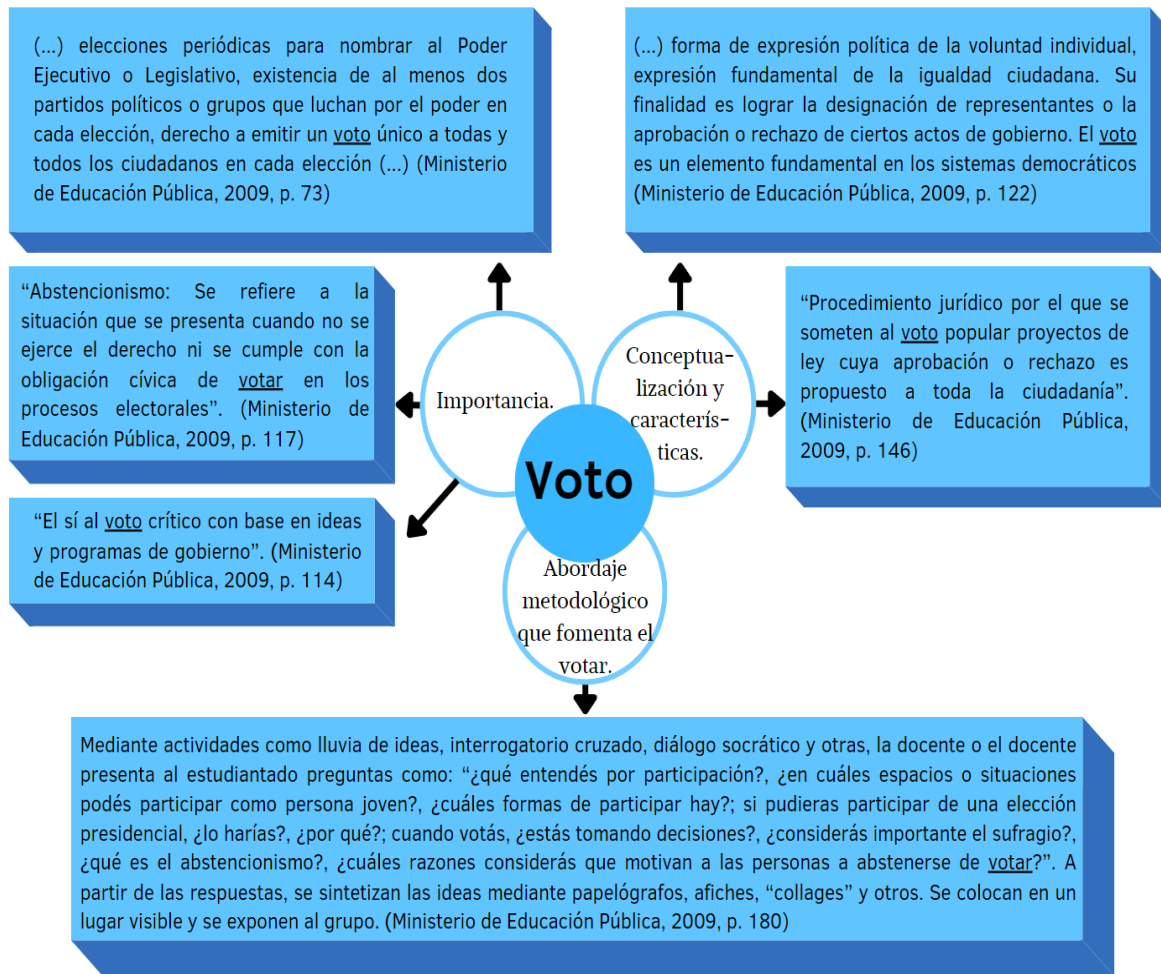 (...) elecciones periódicas para nombrar al Poder
Ejecutivo o Legislativo, existencia de al menos dos
partidos políticos o grupos que luchan por el poder en
cada elección, derecho a emitir un voto único a todas y
todos los ciudadanos en cada elección (...) (Ministerio
de Educación Pública, 2009, p. 73)
(...) forma de expresión política de la voluntad individual,
expresión fundamental de la igualdad ciudadana. Su
finalidad es lograr la designación de representantes o la
aprobación o rechazo de ciertos actos de gobierno. El voto
es un elemento fundamental en los sistemas democráticos
(Ministerio de Educación Pública, 2009, p. 122)
“Abstencionismo: Se refiere a la
situación que se presenta cuando no se
ejerce el derecho ni se cumple con la
obligación cívica de votar en los
procesos electorales”. (Ministerio de
Educación Pública, 2009, p. 117)
Importancia.
Conceptua-
lización y
caracterís-
ticas.
“Procedimiento jurídico por el que se
someten al voto popular proyectos de
ley cuya aprobación o rechazo es
propuesto a toda la ciudadanía”.
(Ministerio de Educación Pública,
2009, p. 146)
Voto
“El sí al voto crítico con base en ideas
y programas de gobierno”. (Ministerio
de Educación Pública, 2009, p. 114)
Abordaje
metodológico
que fomenta el
votar.
Mediante actividades como lluvia de ideas, interrogatorio cruzado, diálogo socrático y otras, la docente o el docente
presenta al estudiantado preguntas como: “¿qué entendés por participación?, ¿en cuáles espacios o situaciones
podés participar como persona joven?, ¿cuáles formas de participar hay?; si pudieras participar de una elección
presidencial, ¿lo harías?, ¿por qué?; cuando votás, ¿estás tomando decisiones?, ¿considerás importante el sufragio?,
¿qué es el abstencionismo?, ¿cuáles razones considerás que motivan a las personas a abstenerse de votar?”. A
partir de las respuestas, se sintetizan las ideas mediante papelógrafos, afiches, “collages” y otros. Se colocan en un
lugar visible y se exponen al grupo. (Ministerio de Educación Pública, 2009, p. 180)